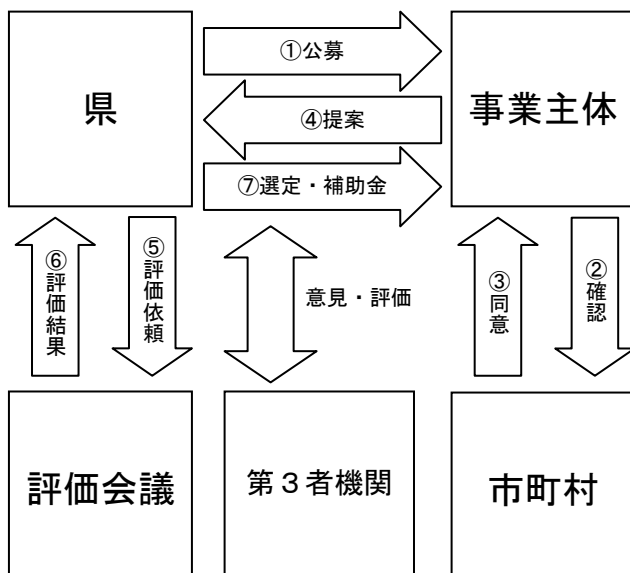 県
①公募
④提案
⑦選定・補助金
事業主体
⑥評価結果
⑤評価依頼
意見・評価
③同意
②確認
評価会議
第３者機関
市町村